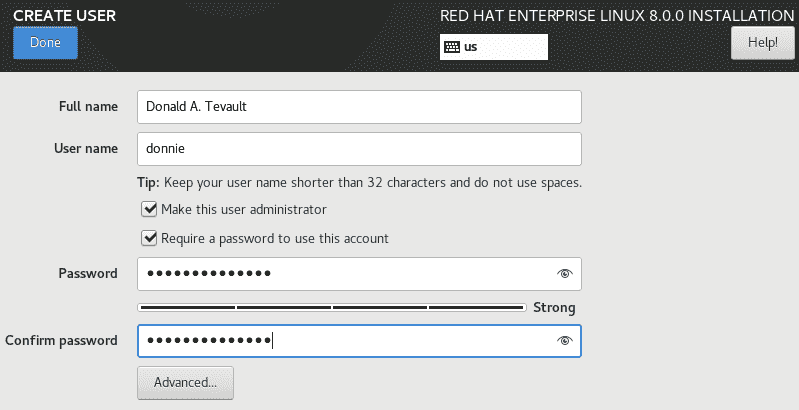 CREATE USER
RED HAT ENTERPRISE LINUX 8.0.0 INSTALLATION
Done
us
Help!
Full name
Donald A. Tevault
User name
donnie
Tip: Keep your user name shorter than 32 characters and do not use spaces.
Make this user administrator
Require a password to use this account
Password
●●●●●●●●●●●●●●
Strong
Confirm password
●●●●●●●●●●●●●●
Advanced...